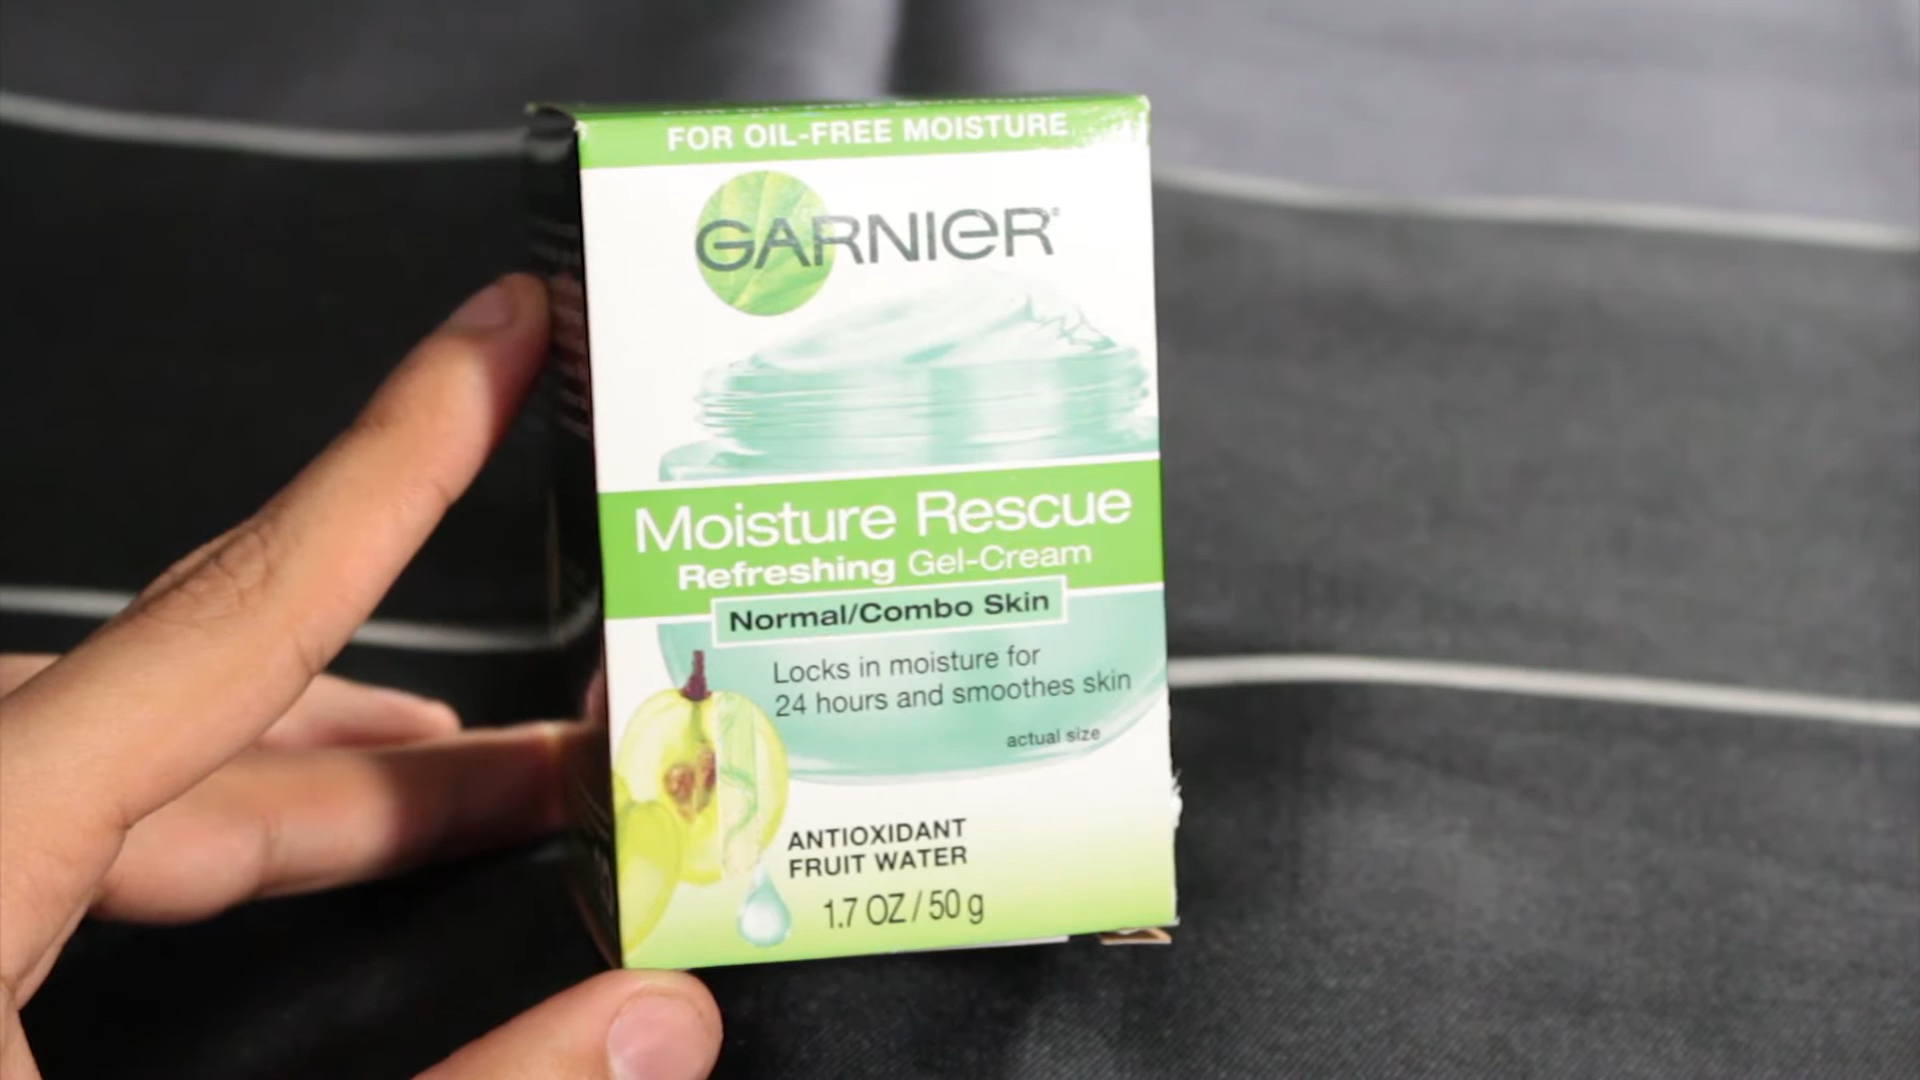 FOR OIL-FREE MOISTURE
GARNIER
Moisture Rescue
Refreshing Gel-Cream
Normal/Combo Skin
Locks in moisture for
24 hours and smoothes skin
actual size
ANTIOXIDANT
FRUIT WATER
1.7 OZ / 50 g